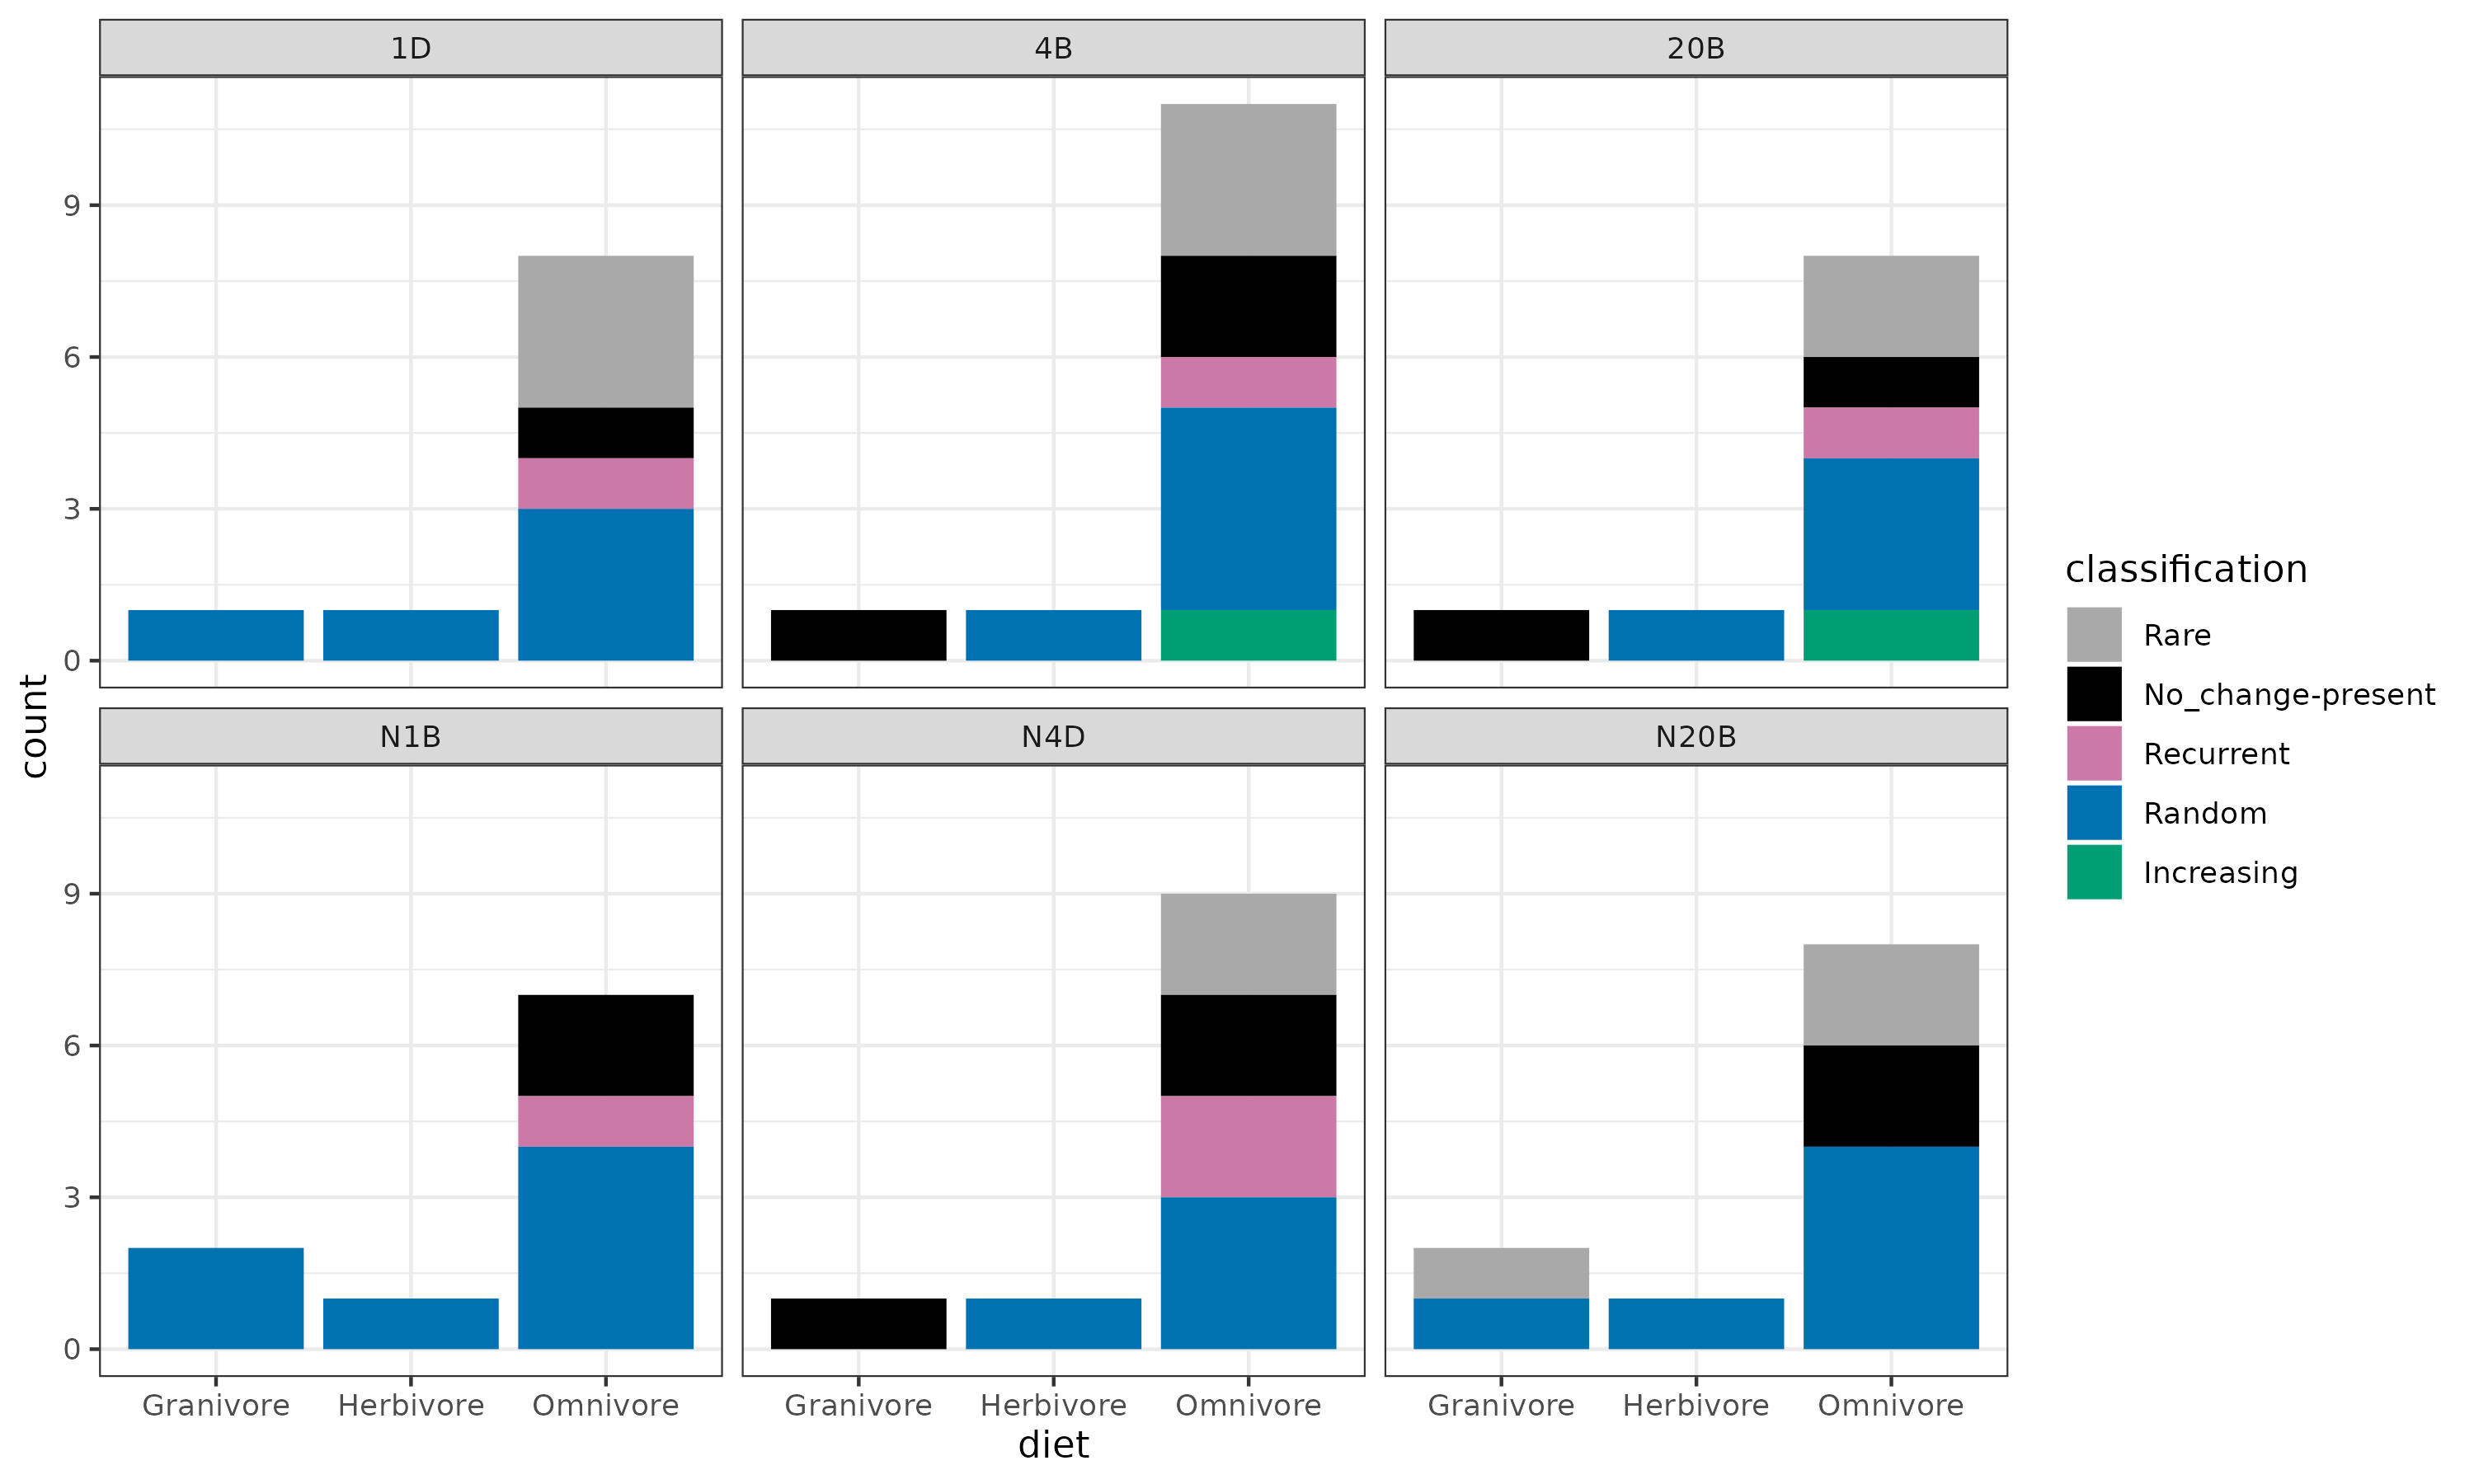 1D
4B
20B
9
6
3
0
N1B
N4D
N20B
9
6
3
0
Granivore Herbivore Omnivore
Granivore Herbivore Omnivore
Granivore Herbivore Omnivore
diet
count
classification
Rare
No_change-present
Recurrent
Random
Increasing